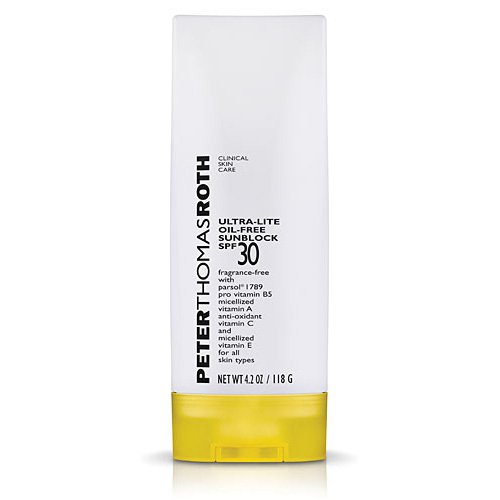 PETERTHOMASROTH
CLINICAL
SKIN
CARE
ULTRA-LITE
OIL-FREE
SUNBLOCK
SPF 30
fragrance-free
with
parsol® 1789
pro vitamin B5
micellized
vitamin A
anti-oxidant
vitamin C
and
micellized
vitamin E
for all
skin types
NET WT 4.2 OZ / 118 G